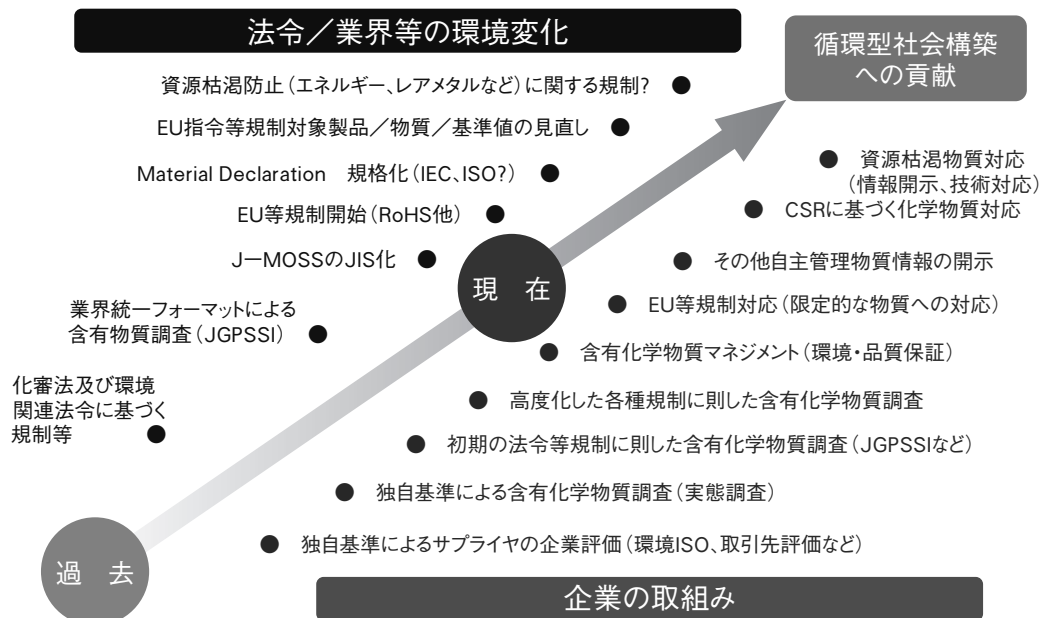 法令／業界等の環境変化
循環型社会構築
への貢献
資源枯渇防止（エネルギー、レアメタルなど）に関する規制?
EU指令等規制対象製品／物質／基準値の見直し
Material Declaration　規格化（IEC、ISO?）
EU等規制開始（RoHS他）
JーMOSSのJIS化
業界統一フォーマットによる
含有物質調査（JGPSSI）
化審法及び環境
関連法令に基づく
規制等
現　在
過　去
資源枯渇物質対応
（情報開示、技術対応）
CSRに基づく化学物質対応
その他自主管理物質情報の開示
EU等規制対応（限定的な物質への対応）
含有化学物質マネジメント（環境・品質保証）
高度化した各種規制に則した含有化学物質調査
初期の法令等規制に則した含有化学物質調査（JGPSSIなど）
独自基準による含有化学物質調査（実態調査）
独自基準によるサプライヤの企業評価（環境ISO、取引先評価など）
企業の取組み